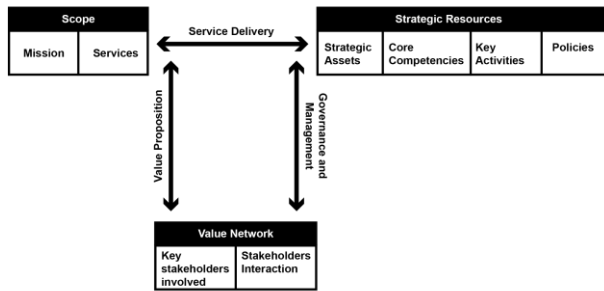 Scope
Mission
Services
Service Delivery
Strategic Resources
Strategic
Assets
Core
Competencies
Key
Activities
Policies
Value Proposition
Governance and
Management
Value Network
Key
stakeholders
involved
Stakeholders
Interaction